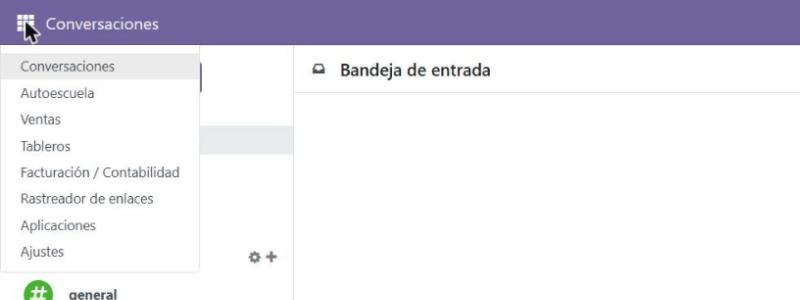 Conversaciones
Conversaciones
Autoescuela
Ventas
Tableros
Facturación / Contabilidad
Rastreador de enlaces
Aplicaciones
Ajustes
Bandeja de entrada
general